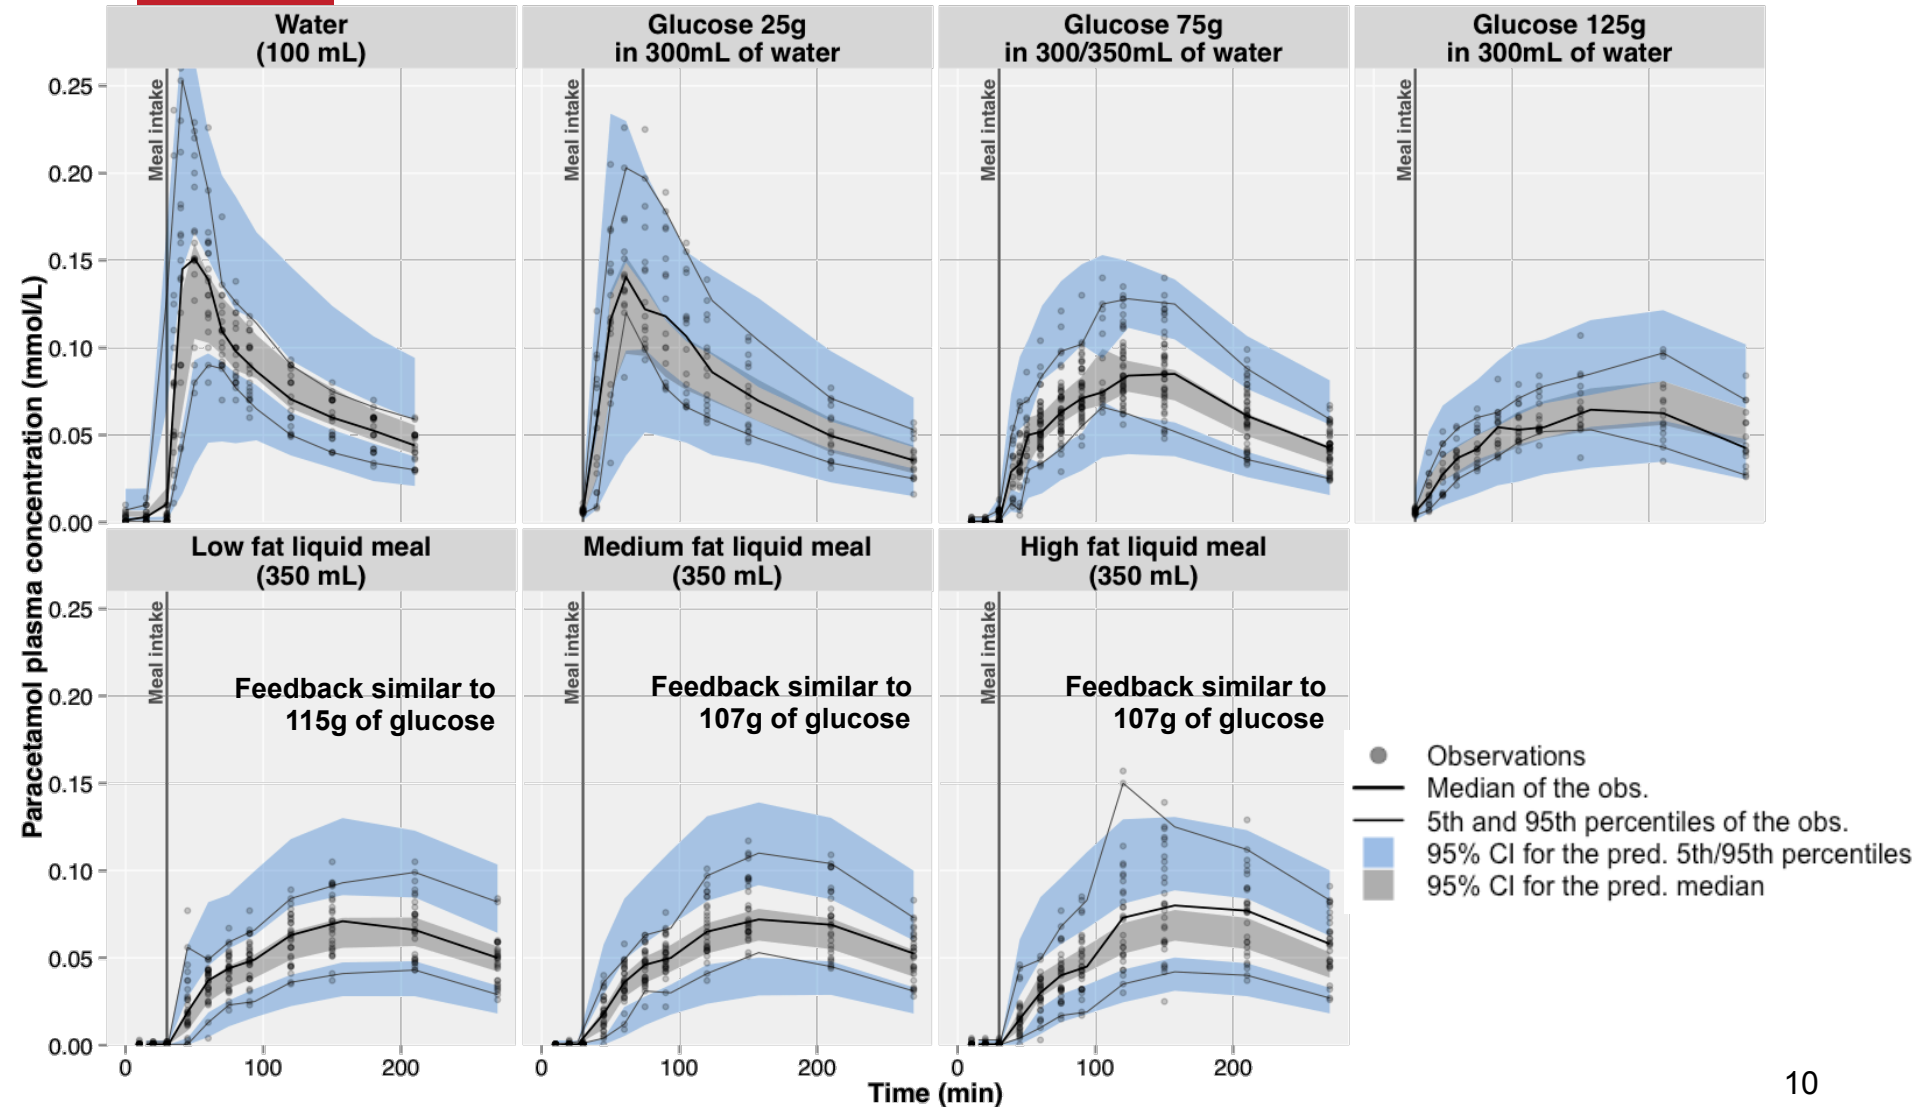 Water
(100 mL)
Glucose 25g
in 300mL of water
Glucose 75g
in 300/350mL of water
Glucose 125g
in 300mL of water
Paracetamol plasma concentration (nmol/L)
0.25
0.20
0.15
0.10
0.05
0.00
Meal intake
Meal intake
Meal intake
Meal intake
Low fat liquid meal
(350 mL)
Medium fat liquid meal
(350 mL)
High fat liquid meal
(350 mL)
0.25
0.20
0.15
0.10
0.05
0.00
Meal intake
Feedback similar to
115g of glucose
Meal intake
Feedback similar to
107g of glucose
Meal intake
Feedback similar to
107g of glucose
0 100 200
0 100 200
0 100 200
Time (min)
Observations
Median of the obs.
5th and 95th percentiles of the obs.
95% CI for the pred. 5th/95th percentiles
95% CI for the pred. median
10